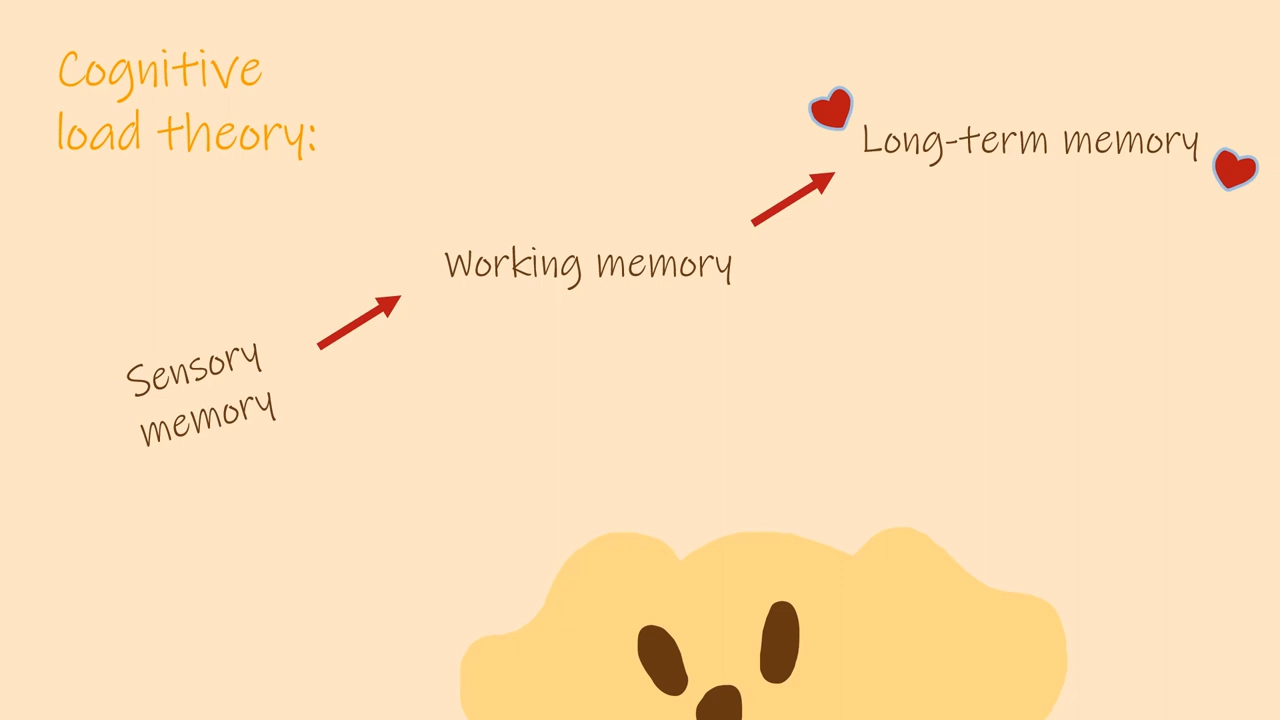 Cognitive
load theory:
Long-term memory
Working memory
Sensory
memory